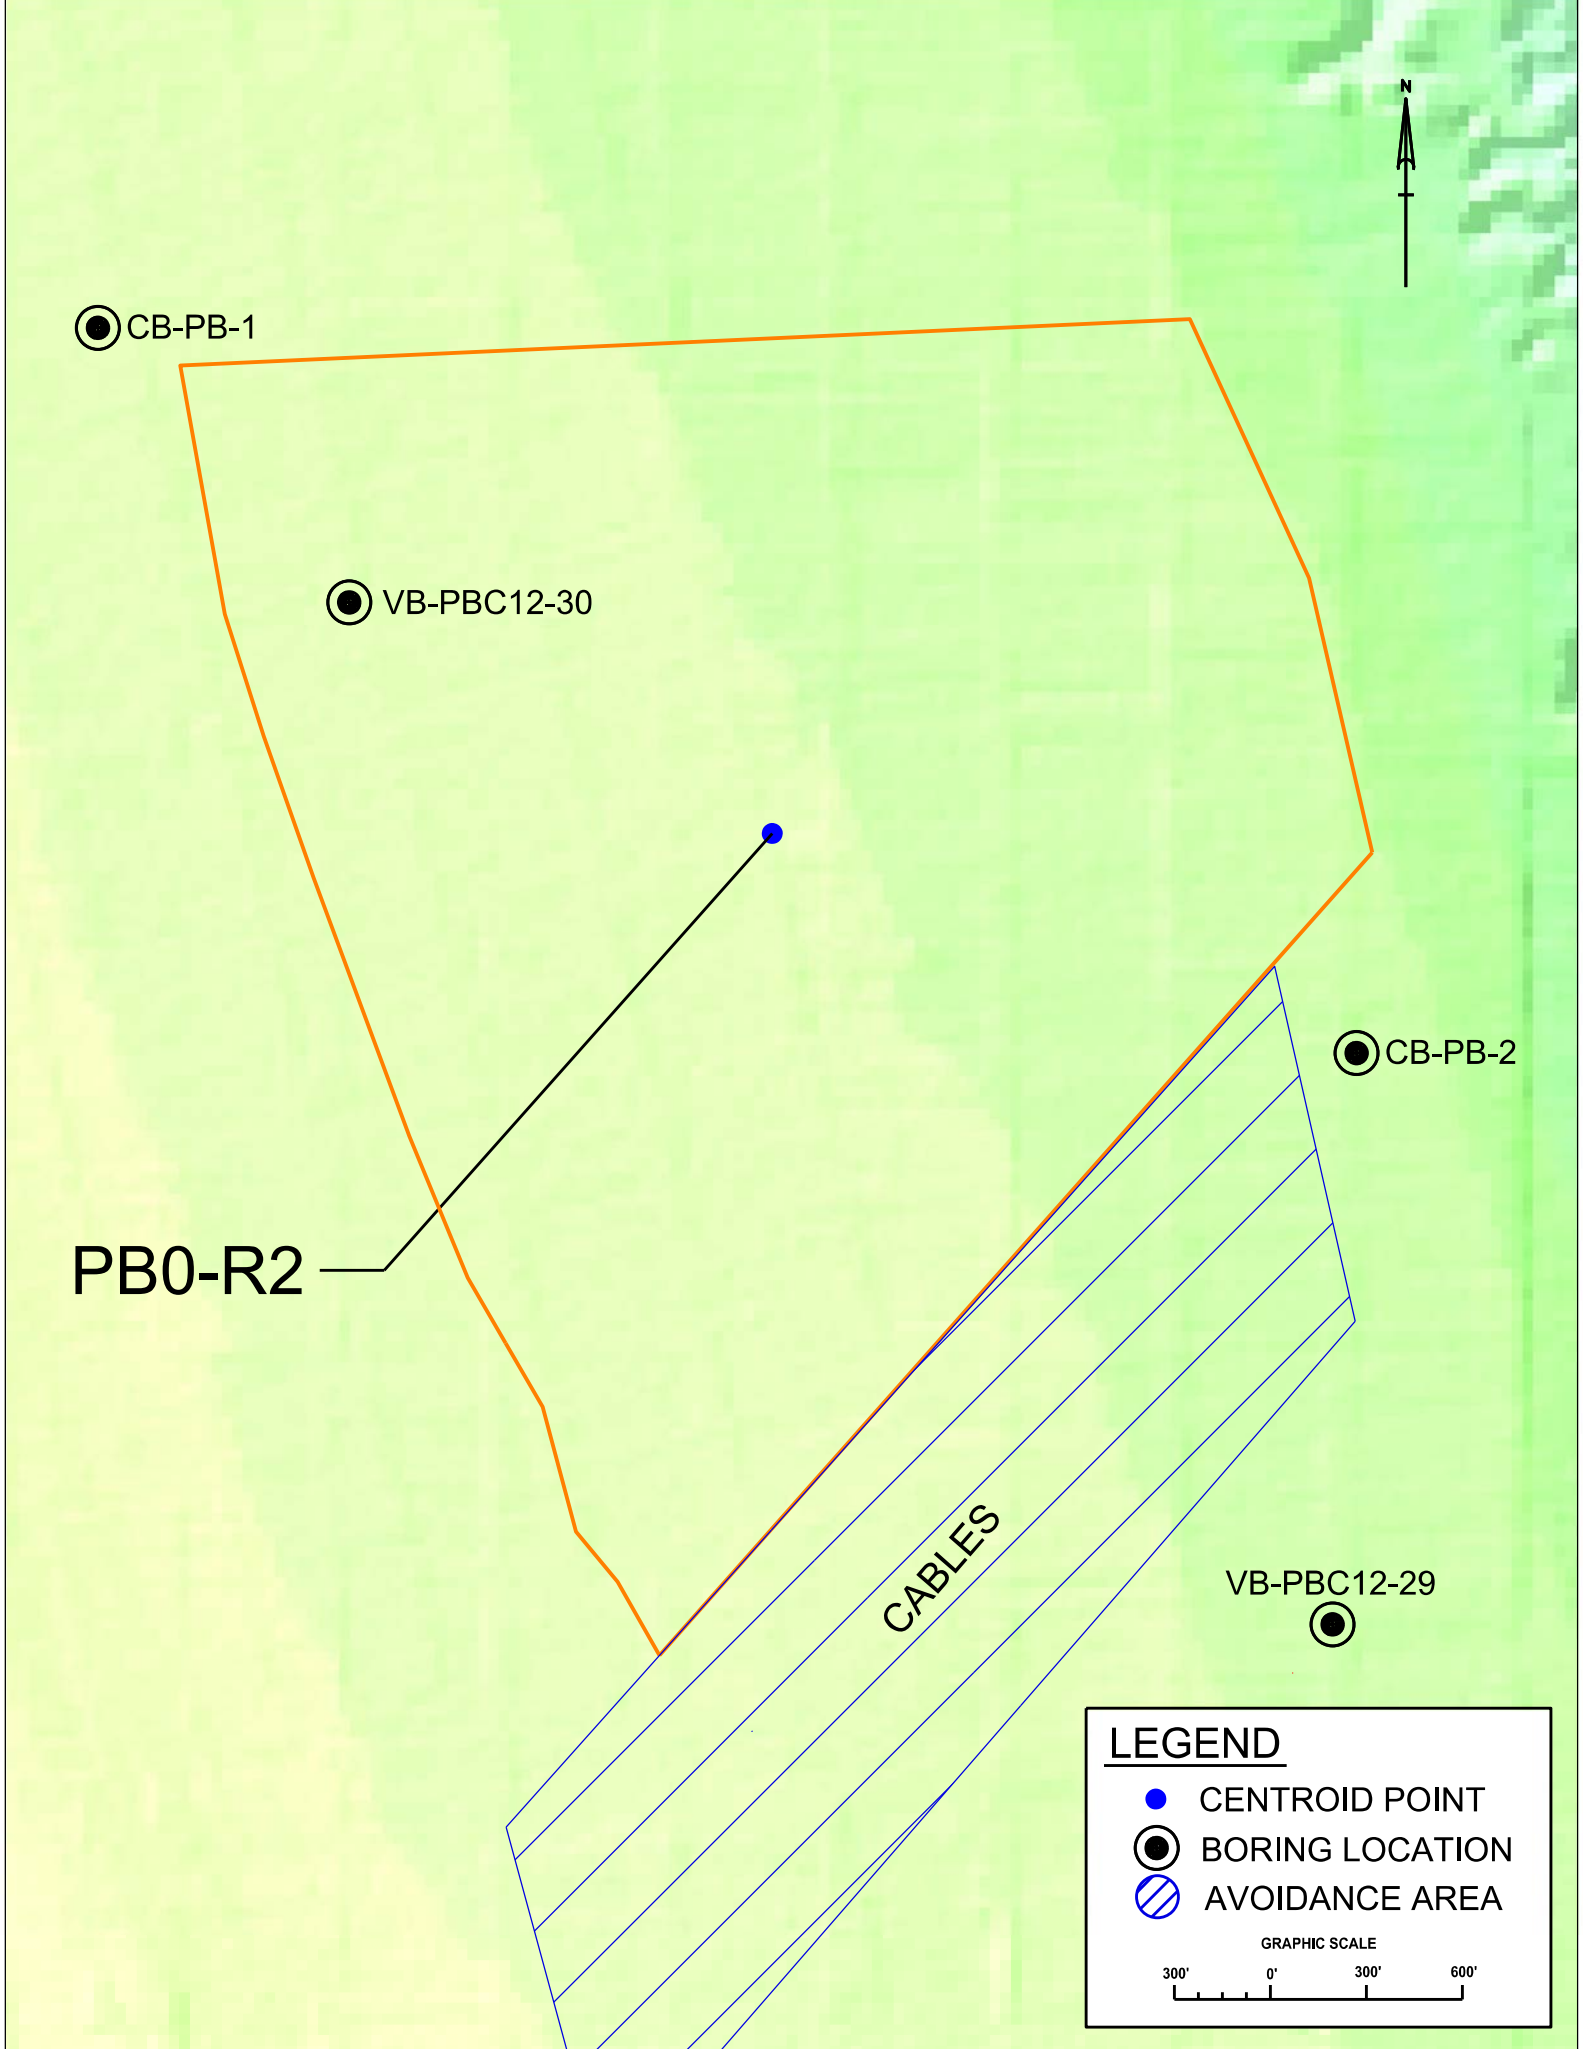 N
CB-PB-1
VB-PBC12-30
CB-PB-2
PB0-R2
CABLES
VB-PBC12-29
LEGEND
CENTROID POINT
BORING LOCATION
AVOIDANCE AREA
GRAPHIC SCALE
300' 0' 300' 600'